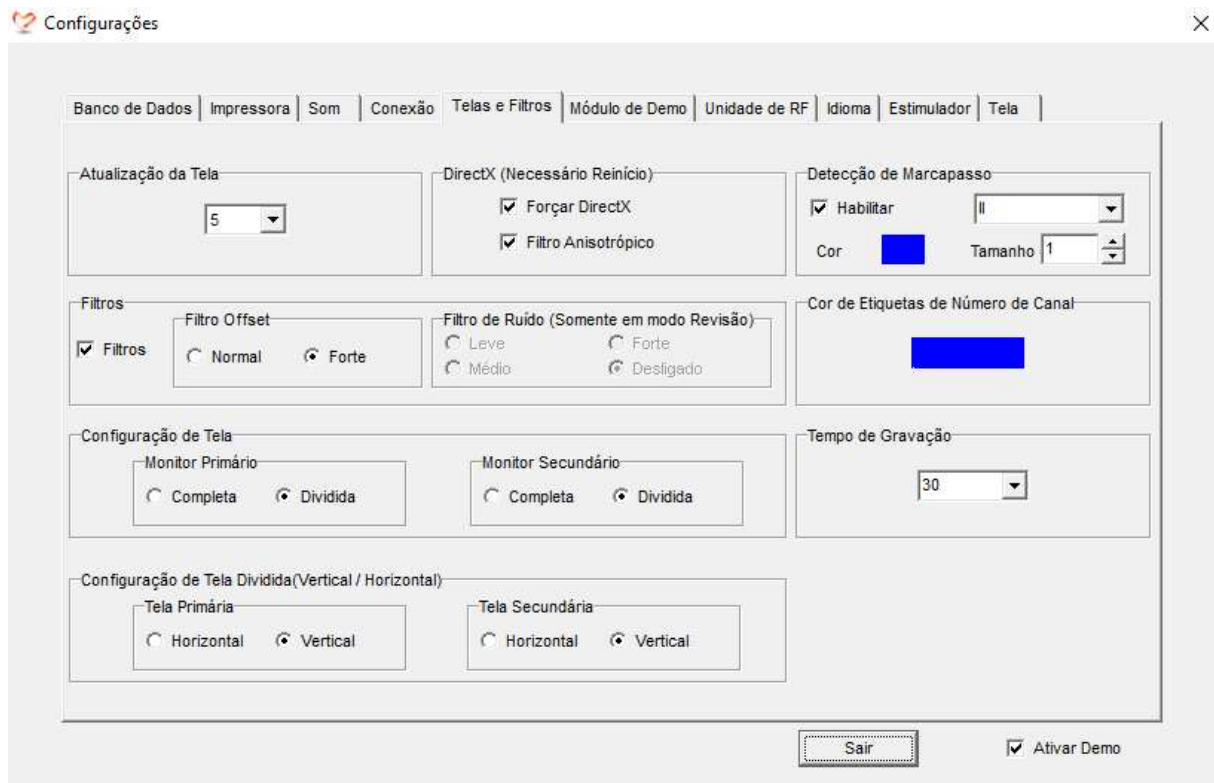 Configurações
Banco de Dados Impressora Som Conexão Telas e Filtros Módulo de Demo Unidade de RF Idioma Estimulador Tela
Atualização da Tela
5
DirectX (Necessário Reinício)
Forçar DirectX
Filtro Anisotrópico
Detecção de Marcapasso
Habilitar II
Cor Tamanho 1
Filtros
Filtros
Filtro Offset
Normal Forte
Filtro de Ruído (Somente em modo Revisão)
Leve Forte
Médio Desligado
Cor de Etiquetas de Número de Canal
Configuração de Tela
Monitor Primário
Completa Dividida
Monitor Secundário
Completa Dividida
Tempo de Gravação
30
Configuração de Tela Dividida(Vertical / Horizontal)
Tela Primária
Horizontal Vertical
Tela Secundária
Horizontal Vertical
Sair Ativar Demo